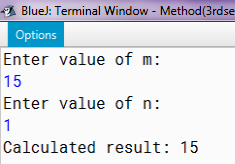 BlueJ: Terminal Window - Method(3rdse
Options
Enter value of m:
15
Enter value of n:
1
Calculated result: 15